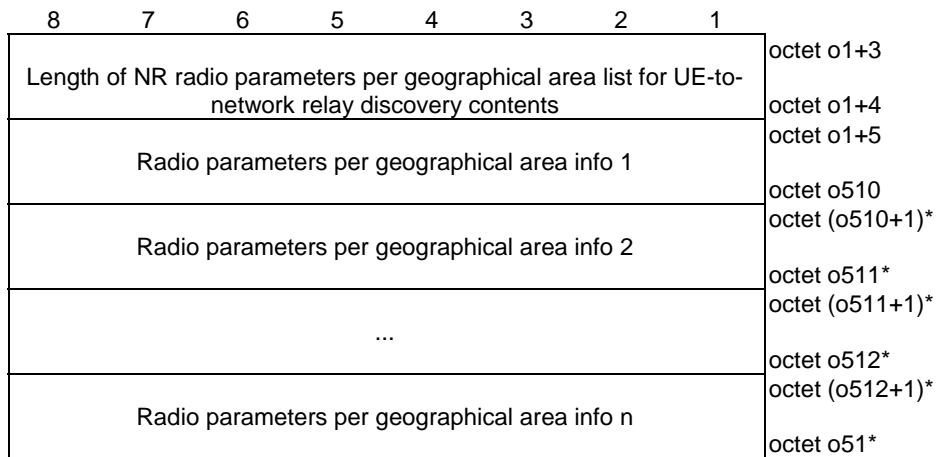 8 7 6 5 4 3 2 1
octet o1+3
Length of NR radio parameters per geographical area list for UE-to-
network relay discovery contents
octet o1+4
octet o1+5
Radio parameters per geographical area info 1
octet o510
octet (o510+1)*
Radio parameters per geographical area info 2
octet o511*
octet (o511+1)*
...
octet o512*
octet (o512+1)*
Radio parameters per geographical area info n
octet o51*